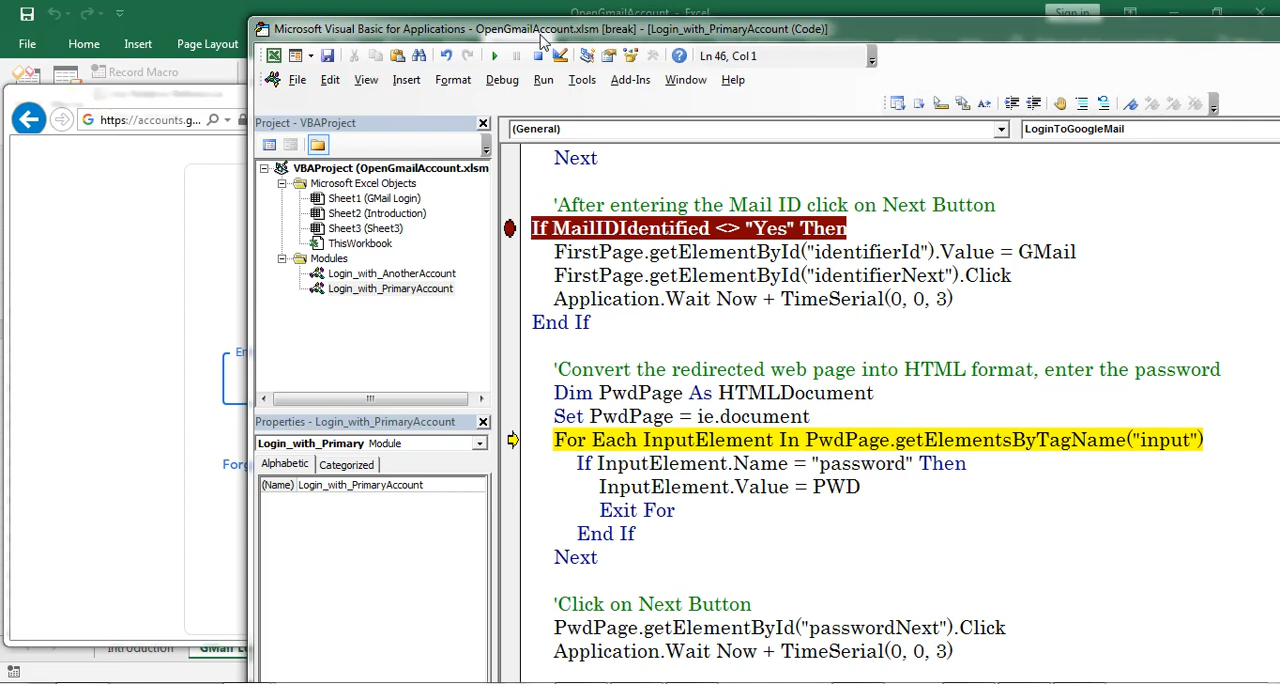 OpenGmailAccount - Excel
Sign in
File Home Insert Page Layout
Record Macro
https://accounts.g...
Forg
Introduction GMail L
Microsoft Visual Basic for Applications - OpenGmailAccount.xlsm [break] - [Login_with_PrimaryAccount (Code)]
Ln 46, Col 1
File Edit View Insert Format Debug Run Tools Add-Ins Window Help
Project - VBAProject
VBAProject (OpenGmailAccount.xlsm
Microsoft Excel Objects
Sheet1 (GMail Login)
Sheet2 (Introduction)
Sheet3 (Sheet3)
ThisWorkbook
Modules
Login_with_AnotherAccount
Login_with_PrimaryAccount
Properties - Login_with_PrimaryAccount
Login_with_Primary Module
Alphabetic Categorized
(Name) Login_with_PrimaryAccount
(General) LoginToGoogleMail
Next
'After entering the Mail ID click on Next Button
If MailIDIdentified <> "Yes" Then
FirstPage.getElementById("identifierId").Value = GMail
FirstPage.getElementById("identifierNext").Click
Application.Wait Now + TimeSerial(0, 0, 3)
End If
'Convert the redirected web page into HTML format, enter the password
Dim PwdPage As HTMLDocument
Set PwdPage = ie.document
For Each InputElement In PwdPage.getElementsByTagName("input")
If InputElement.Name = "password" Then
InputElement.Value = PWD
Exit For
End If
Next
'Click on Next Button
PwdPage.getElementById("passwordNext").Click
Application.Wait Now + TimeSerial(0, 0, 3)